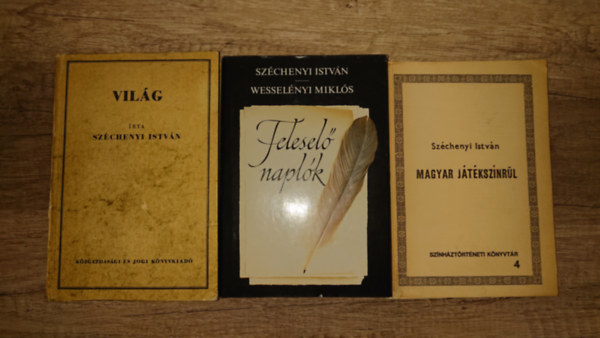 VILÁG
ÍRTA
SZÉCHENYI ISTVÁN
KÖZGAZDASÁGI ÉS JOGI KÖNYVKIADÓ
SZÉCHENYI ISTVÁN
WESSELÉNYI MIKLÓS
Feleselő
naplók
Széchenyi István
MAGYAR JÁTÉKSZÍNRŰL
SZÍNHÁZTÖRTÉNETI KÖNYVTÁR
4